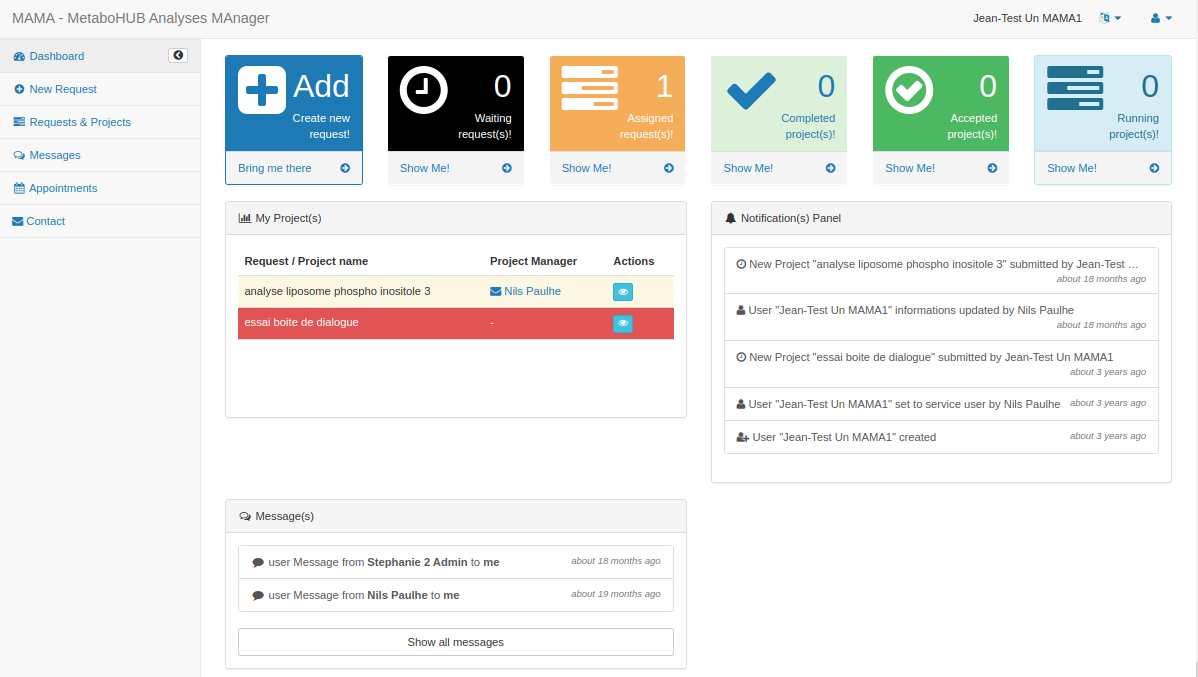 MAMA - MetaboHUB Analyses MAnager
Jean-Test Un MAMA1
Dashboard
New Request
Requests & Projects
Messages
Appointments
Contact
Add
Create new
request!
Bring me there
0
Waiting
request(s)!
Show Me!
1
Assigned
request(s)!
Show Me!
0
Completed
project(s)!
Show Me!
0
Accepted
project(s)!
Show Me!
0
Running
project(s)!
Show Me!
My Project(s)
Request / Project name Project Manager Actions
analyse liposome phospho inositole 3 Nils Paulhe
essai boite de dialogue -
Notification(s) Panel
New Project "analyse liposome phospho inositole 3" submitted by Jean-Test ...
about 18 months ago
User "Jean-Test Un MAMA1" informations updated by Nils Paulhe
about 18 months ago
New Project "essai boite de dialogue" submitted by Jean-Test Un MAMA1
about 3 years ago
User "Jean-Test Un MAMA1" set to service user by Nils Paulhe about 3 years ago
User "Jean-Test Un MAMA1" created about 3 years ago
Message(s)
user Message from Stephanie 2 Admin to me about 18 months ago
user Message from Nils Paulhe to me about 19 months ago
Show all messages